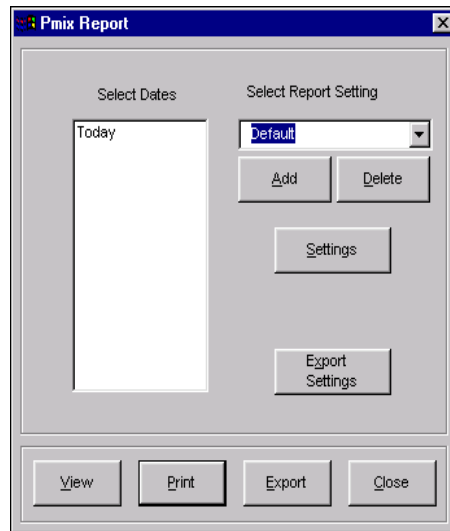 Pmix Report
Select Dates
Select Report Setting
Today
Default
Add
Delete
Settings
Export
Settings
View
Print
Export
Close